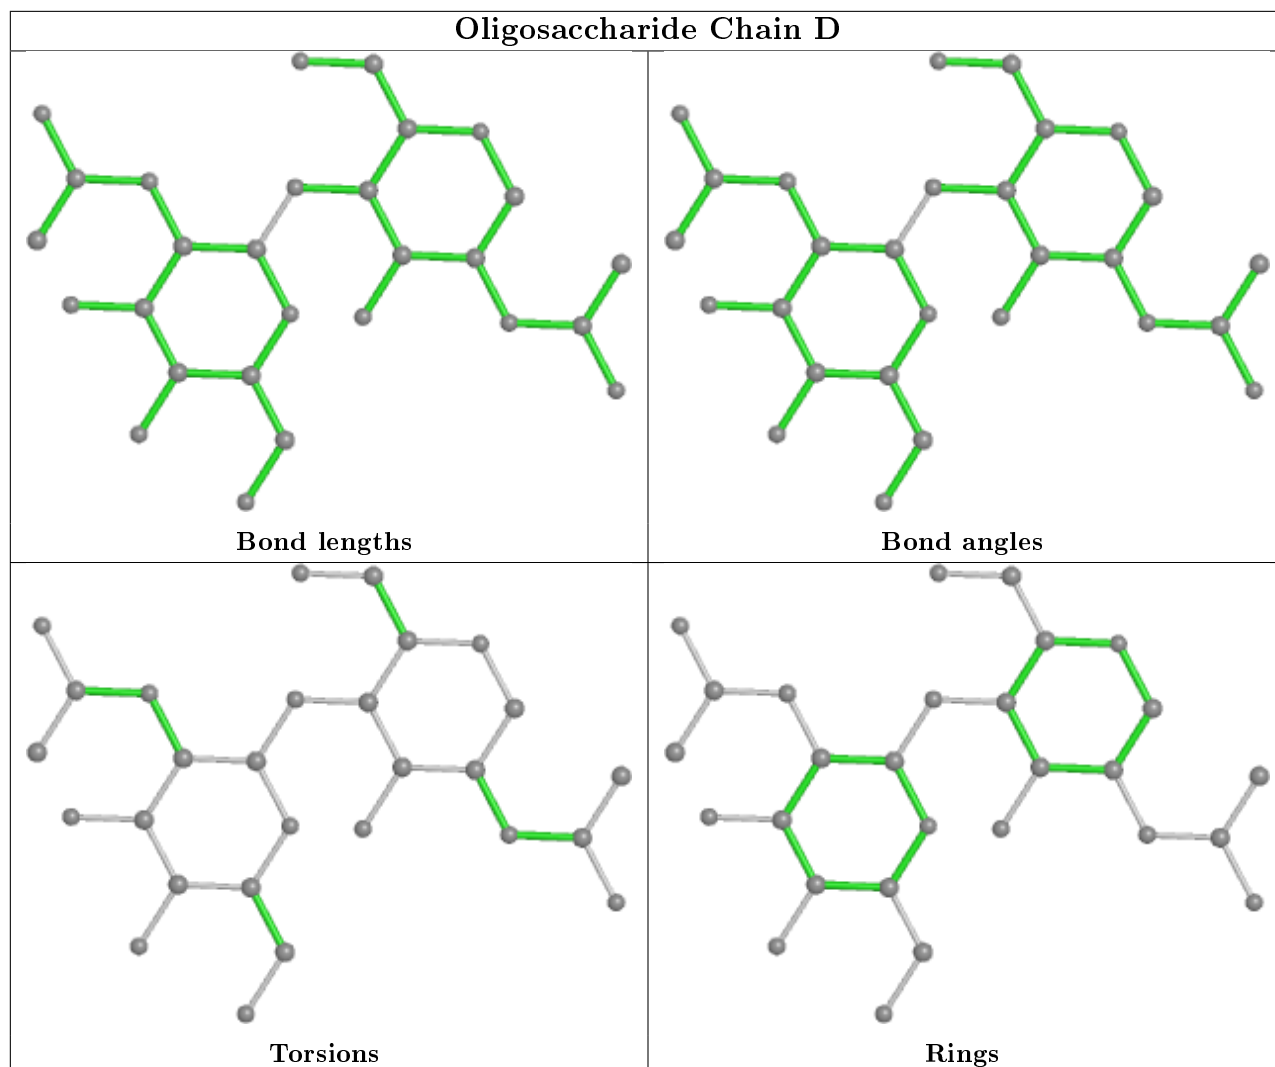 Oligosaccharide Chain D
Bond lengths
Bond angles
Torsions
Rings